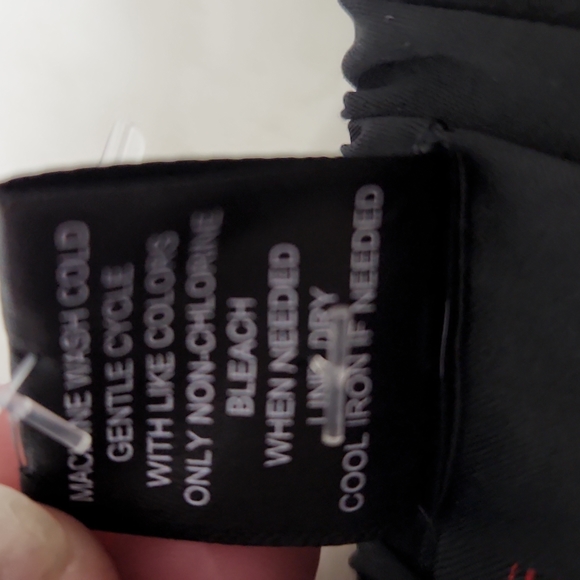 MACHINE WASH COLD
GENTLE CYCLE
WITH LIKE COLORS
ONLY NON-CHLORINE
BLEACH
WHEN NEEDED
LINE DRY
COOL IRON IF NEEDED